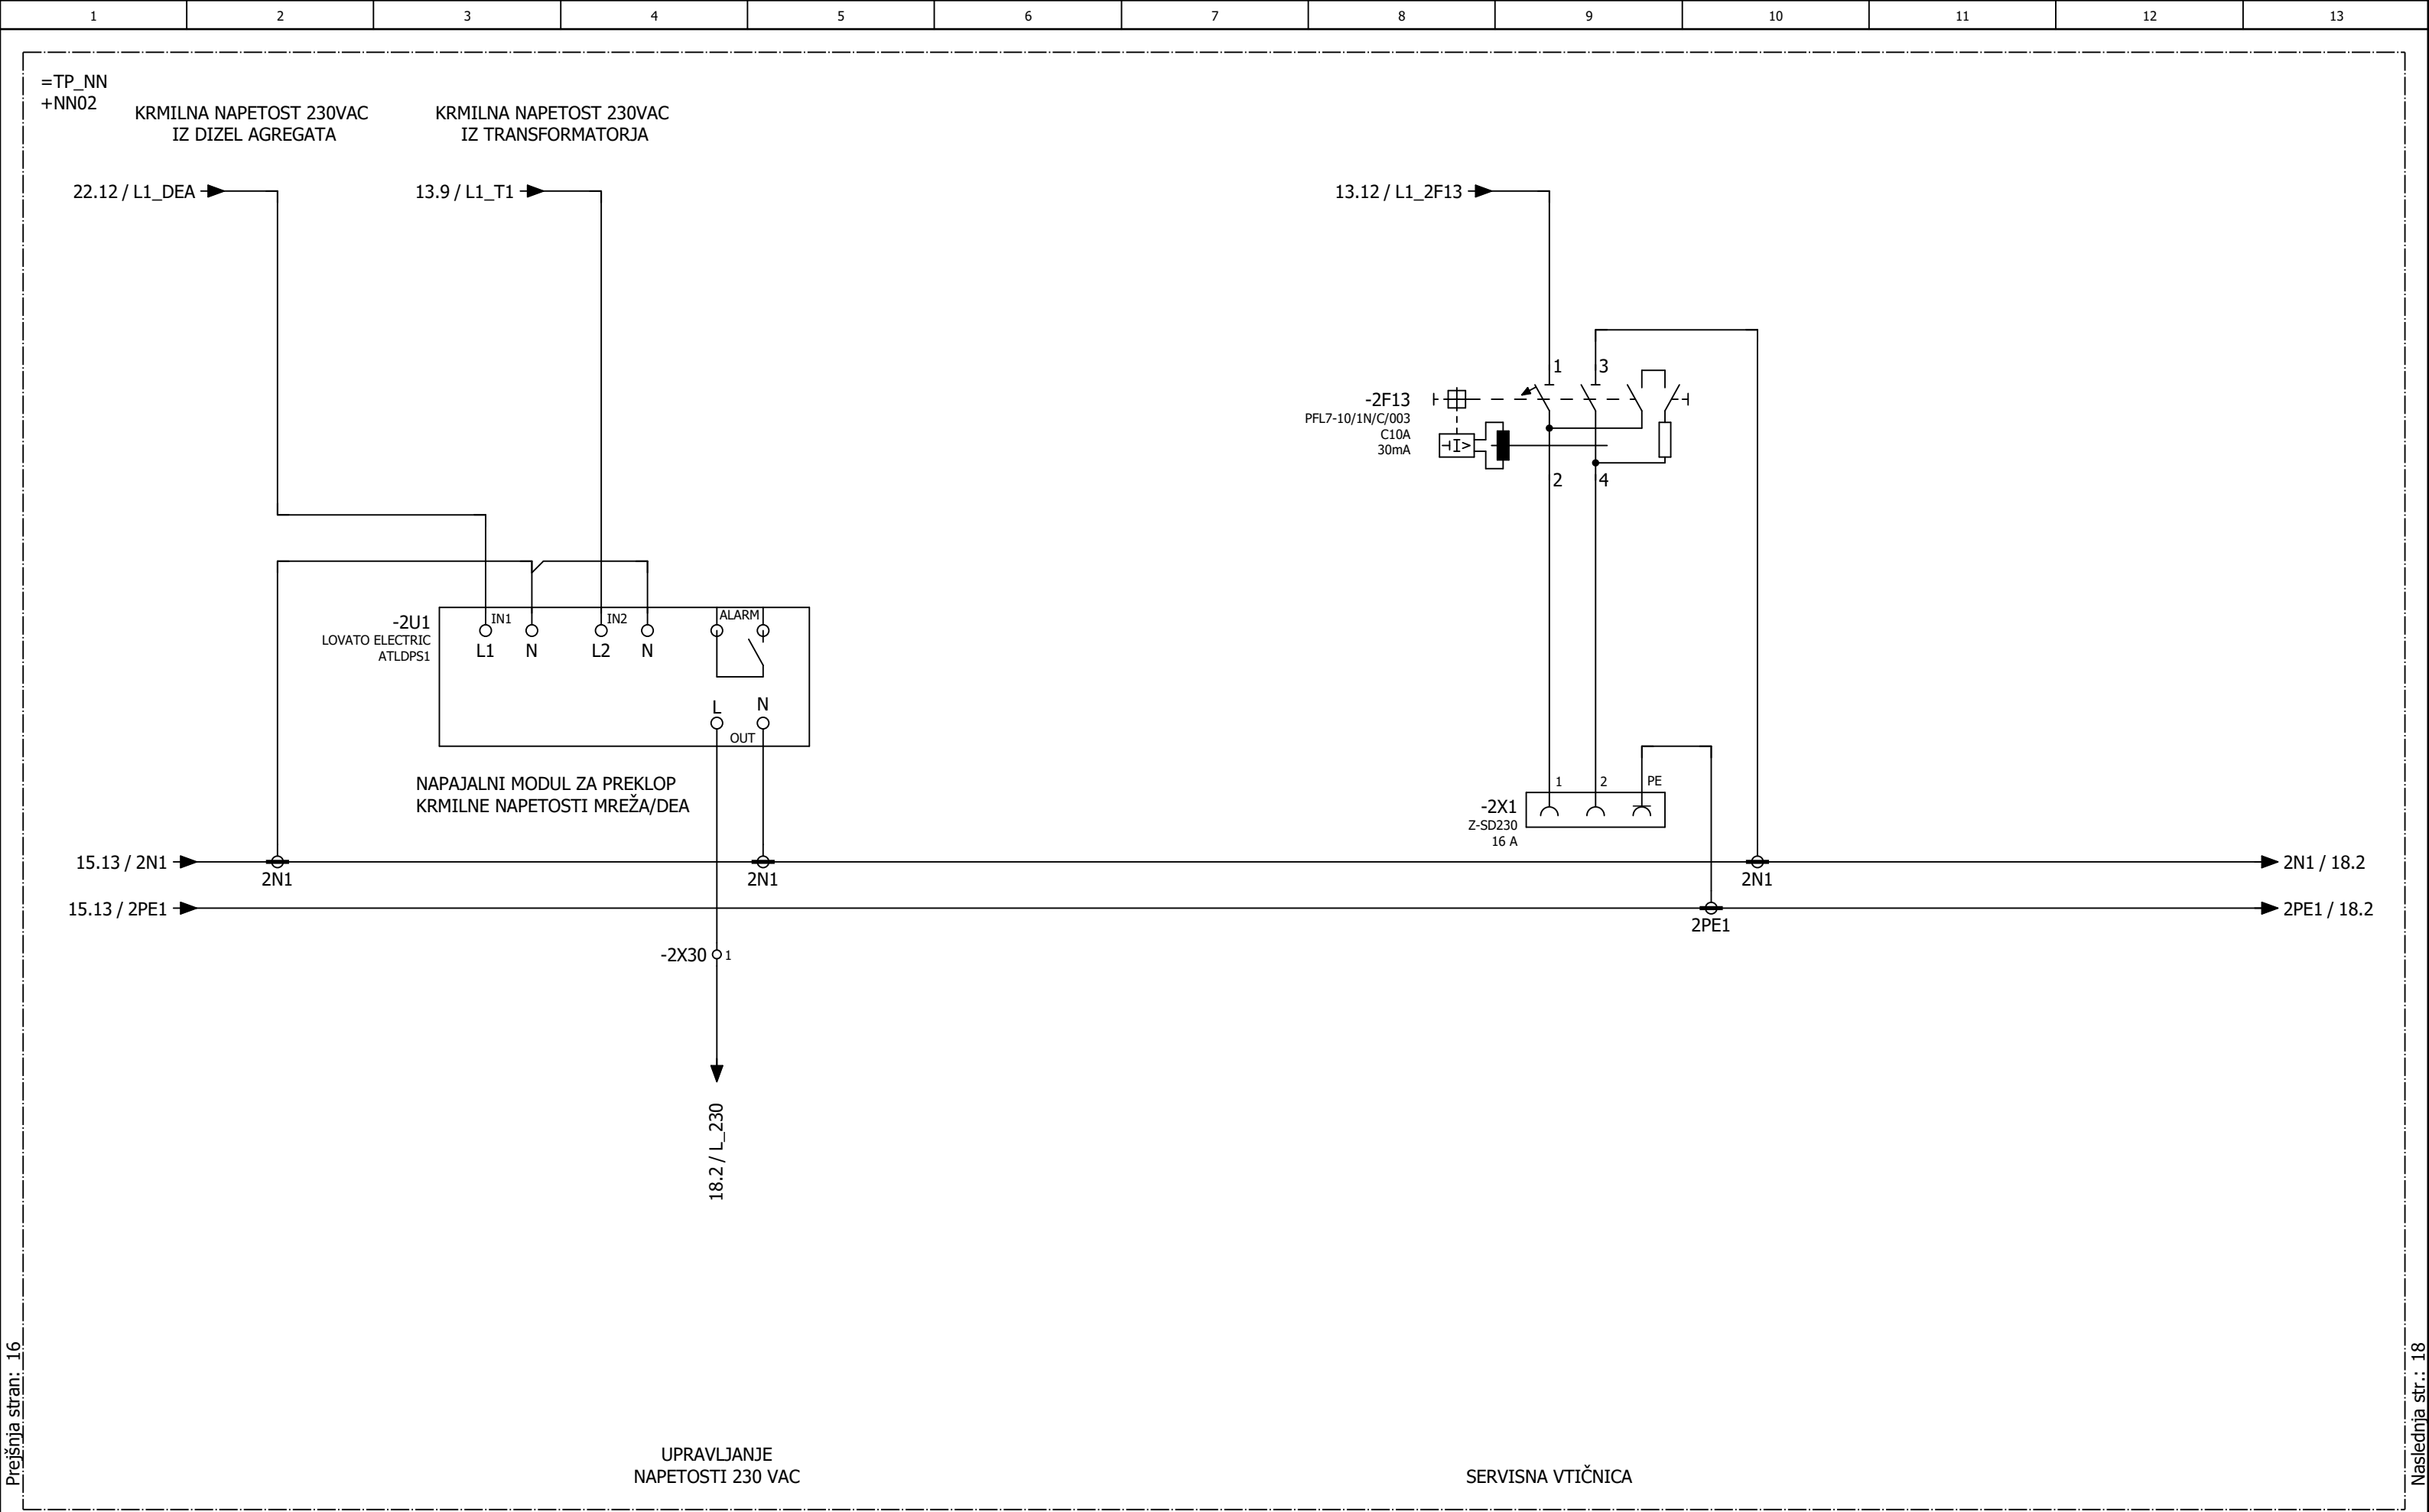 1 2 3 4 5 6 7 8 9 10 11 12 13
=TP_NN
+NN02
KRMILNA NAPETOST 230VAC
IZ DIZEL AGREGATA
KRMILNA NAPETOST 230VAC
IZ TRANSFORMATORJA
22.12 / L1_DEA
13.9 / L1_T1
13.12 / L1_2F13
1
3
-2F13
PFL7-10/1N/C/003
C10A
30mA
I>
2
4
-2U1
LOVATO ELECTRIC
ATLDPS1
IN1
IN2
ALARM
L1
N
L2
N
L
N
OUT
NAPAJALNI MODUL ZA PREKLOP
KRMILNE NAPETOSTI MREŽA/DEA
1
2
PE
-2X1
Z-SD230
16 A
15.13 / 2N1
2N1
2N1
2N1
2N1 / 18.2
15.13 / 2PE1
2PE1
2PE1 / 18.2
-2X30
1
18.2 / L_230
UPRAVLJANJE
NAPETOSTI 230 VAC
SERVISNA VTIČNICA
Prejšnja stran: 16
Naslednja str.: 18